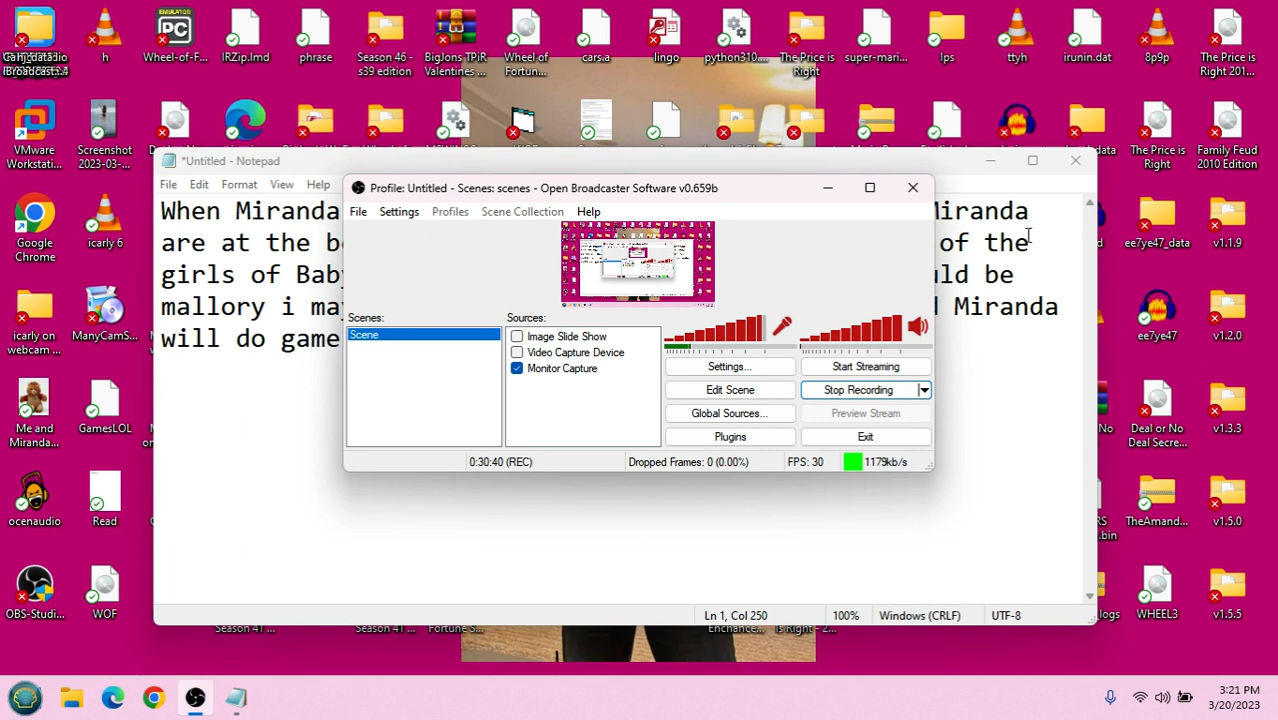 h
Wheel-of-F...
IRZip.lmd
phrase
Season 46 -
s39 edition
BigJons TPiR
Valentines ...
Wheel of
Fortun...
cars.a
lingo
python310....
The Price is
Right
super-mari...
lps
ttyh
irunin.dat
8p9p
The Price is
Right 201...
VMware
Workstati...
Screenshot
2023-03-...
The Price is
Right
Family Feud
2010 Edition
*Untitled - Notepad
File Edit Format View Help
When Miranda
Miranda
are at the
of the
girls of
uld be
mallory i
Miranda
will do game
Profile: Untitled - Scenes: scenes - Open Broadcaster Software v0.659b
File Settings Profiles Scene Collection Help
Scenes:
Scene
Sources:
Image Slide Show
Video Capture Device
Monitor Capture
Settings...
Start Streaming
Edit Scene
Stop Recording
Global Sources...
Preview Stream
Plugins
Exit
0:30:40 (REC)
Dropped Frames: 0 (0.00%)
FPS: 30
1179kb/s
Google
Chrome
icarly 6
ee7ye47_data
v1.1.9
icarly on
webcam ...
ManyCamS...
ee7ye47
v1.2.0
Me and
Miranda...
GamesLOL
Deal or No
Deal Secre...
v1.3.3
ocenaudio
Read
TheAmand...
v1.5.0
OBS-Studi...
WOF
WHEEL3
v1.5.5
Ln 1, Col 250
100%
Windows (CRLF)
UTF-8
Season 41 ...
Season 41 ...
Fortune S...
Enchance...
is Right - 2...
3:21 PM
3/20/2023